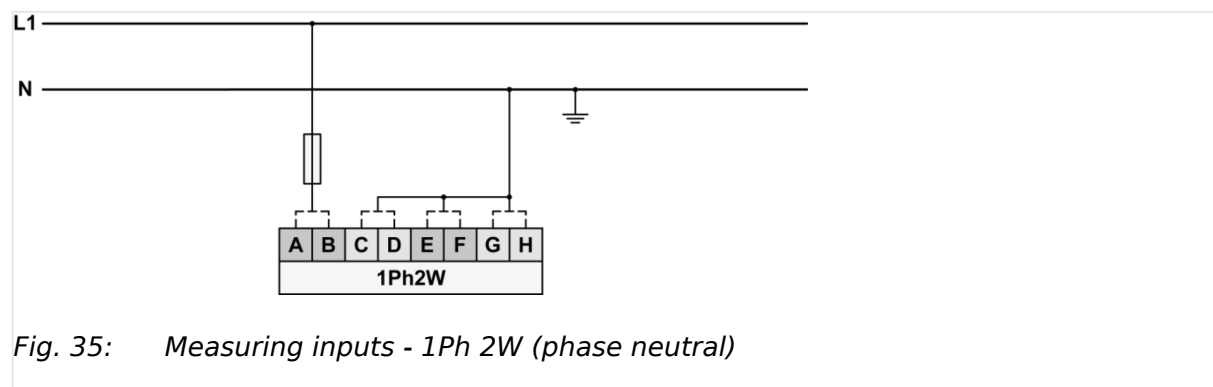 L1
N
A B C D E F G H
1Ph2W
Fig. 35: Measuring inputs - 1Ph 2W (phase neutral)